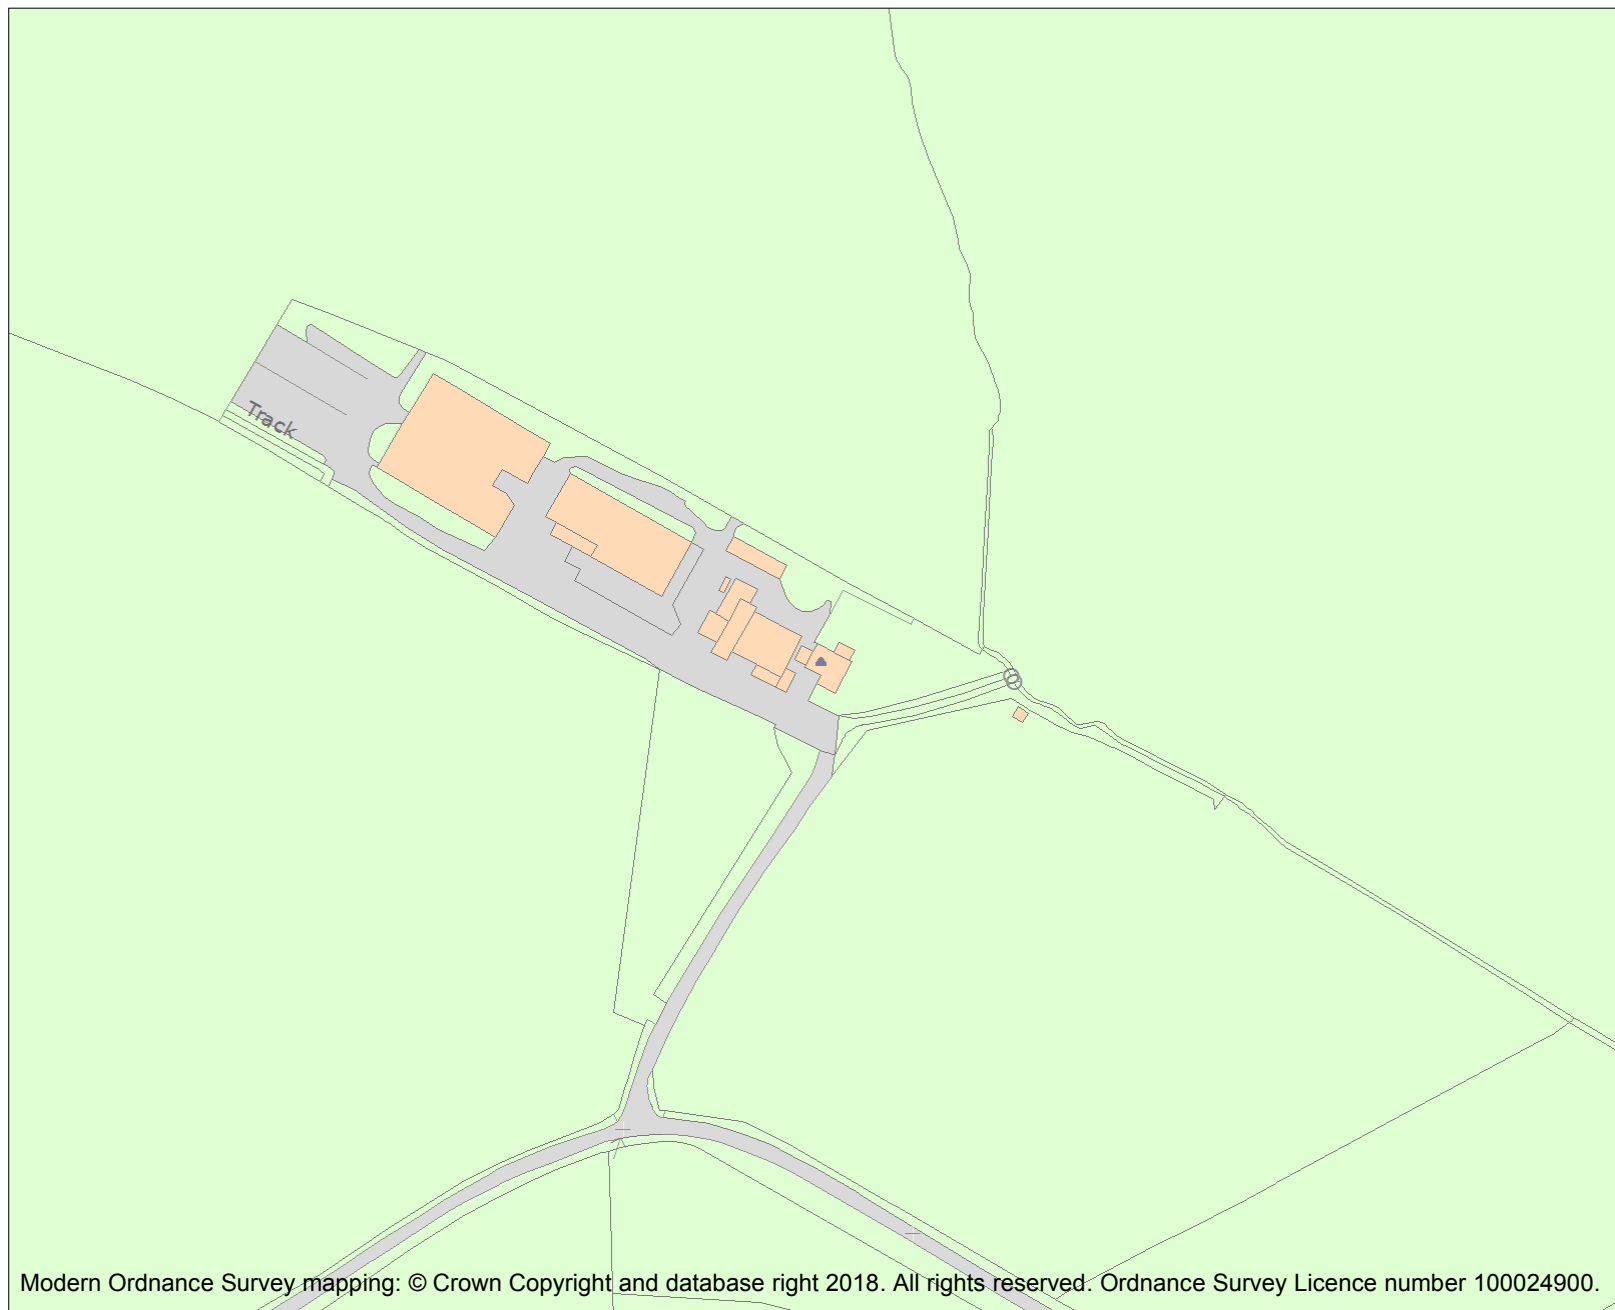 Track
Modern Ordnance Survey mapping: © Crown Copyright and database right 2018. All rights reserved. Ordnance Survey Licence number 100024900.